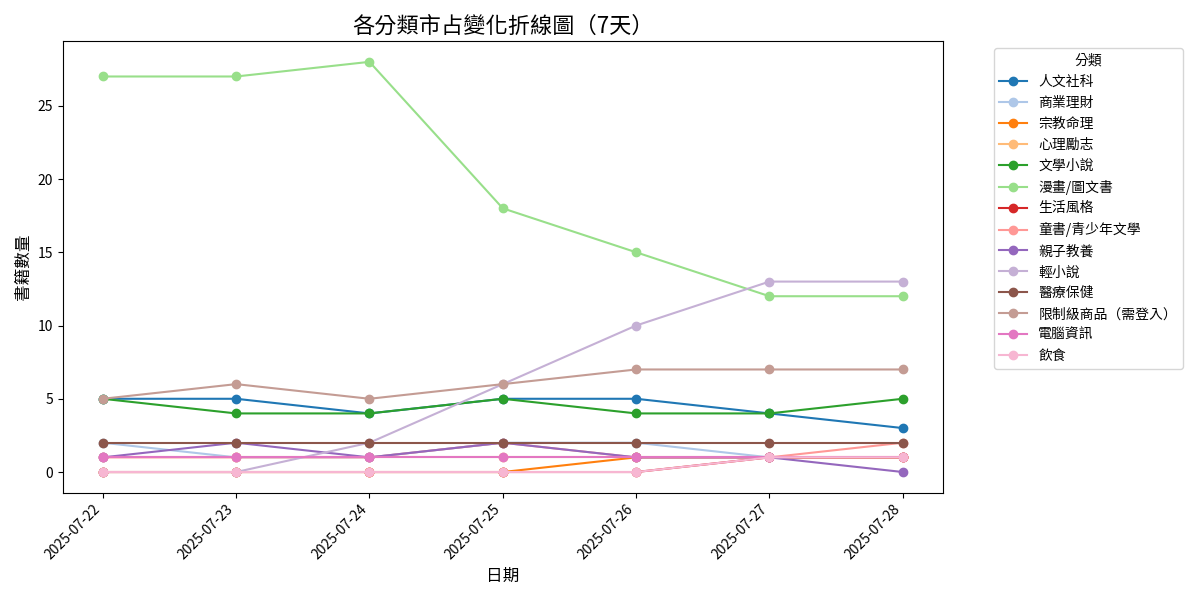 各分類市占變化折線圖（7天）
書籍數量
25
20
15
10
5
0
2025-07-22
2025-07-23
2025-07-24
2025-07-25
2025-07-26
2025-07-27
2025-07-28
日期
分類
人文社科
商業理財
宗教命理
心理勵志
文學小說
漫畫/圖文書
生活風格
童書/青少年文學
親子教養
輕小說
醫療保健
限制級商品（需登入）
電腦資訊
飲食